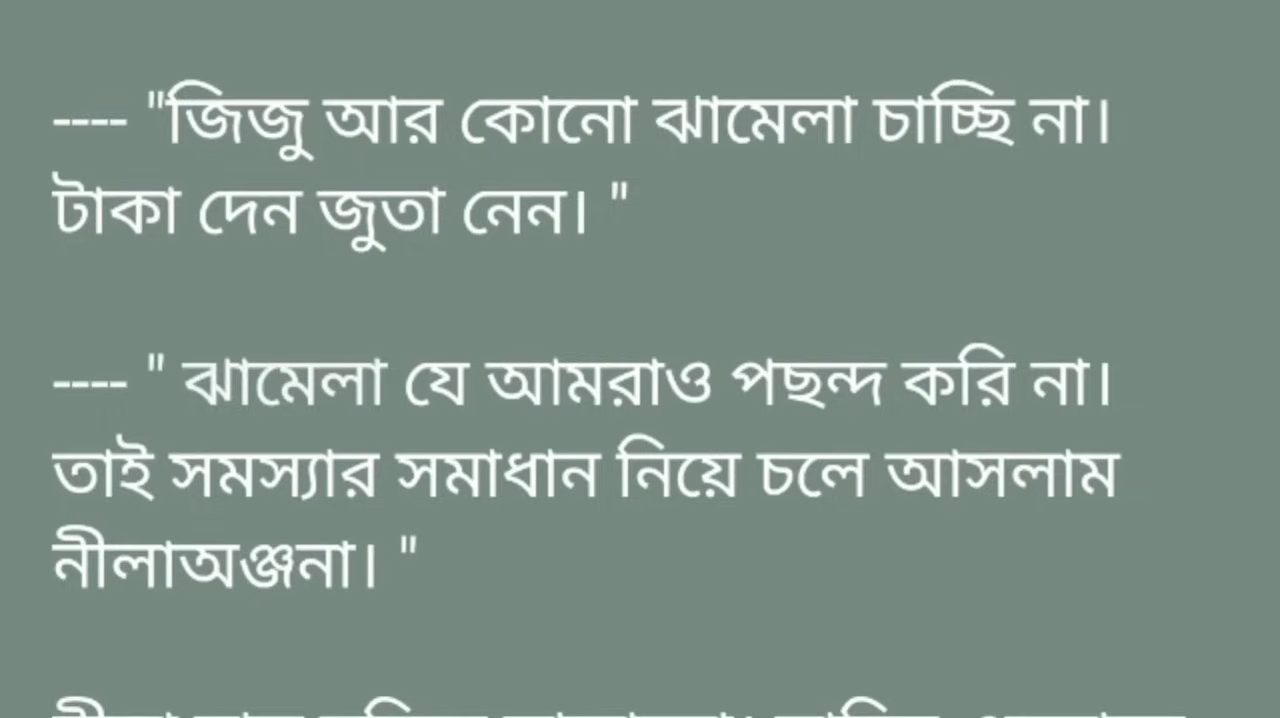 ---- "জিজু আর কোনো ঝামেলা চাচ্ছি না।
টাকা দেন জুতা নেন। "
---- " ঝামেলা যে আমরাও পছন্দ করি না।
তাই সমস্যার সমাধান নিয়ে চলে আসলাম
নীলাঅঞ্জনা। "